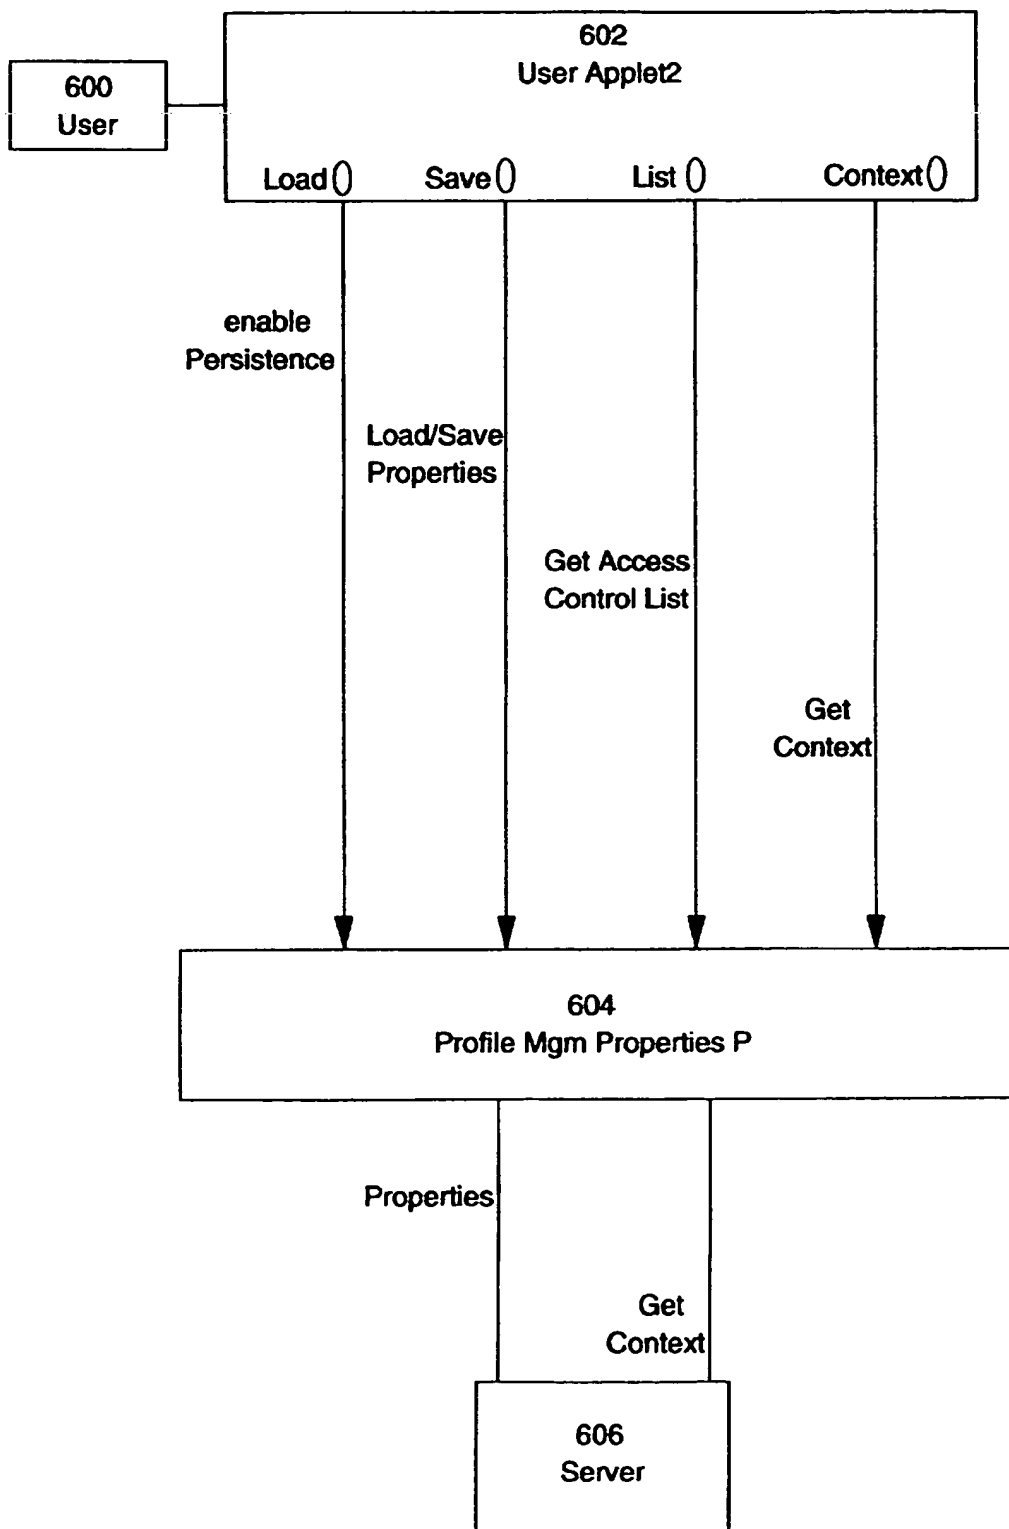 602
User Applet2
600
User
Load()
Save()
List ()
Context()
enable
Persistence
Load/Save
Properties
Get Access
Control List
Get
Context
604
Profile Mgm Properties P
Properties
Get
Context
606
Server